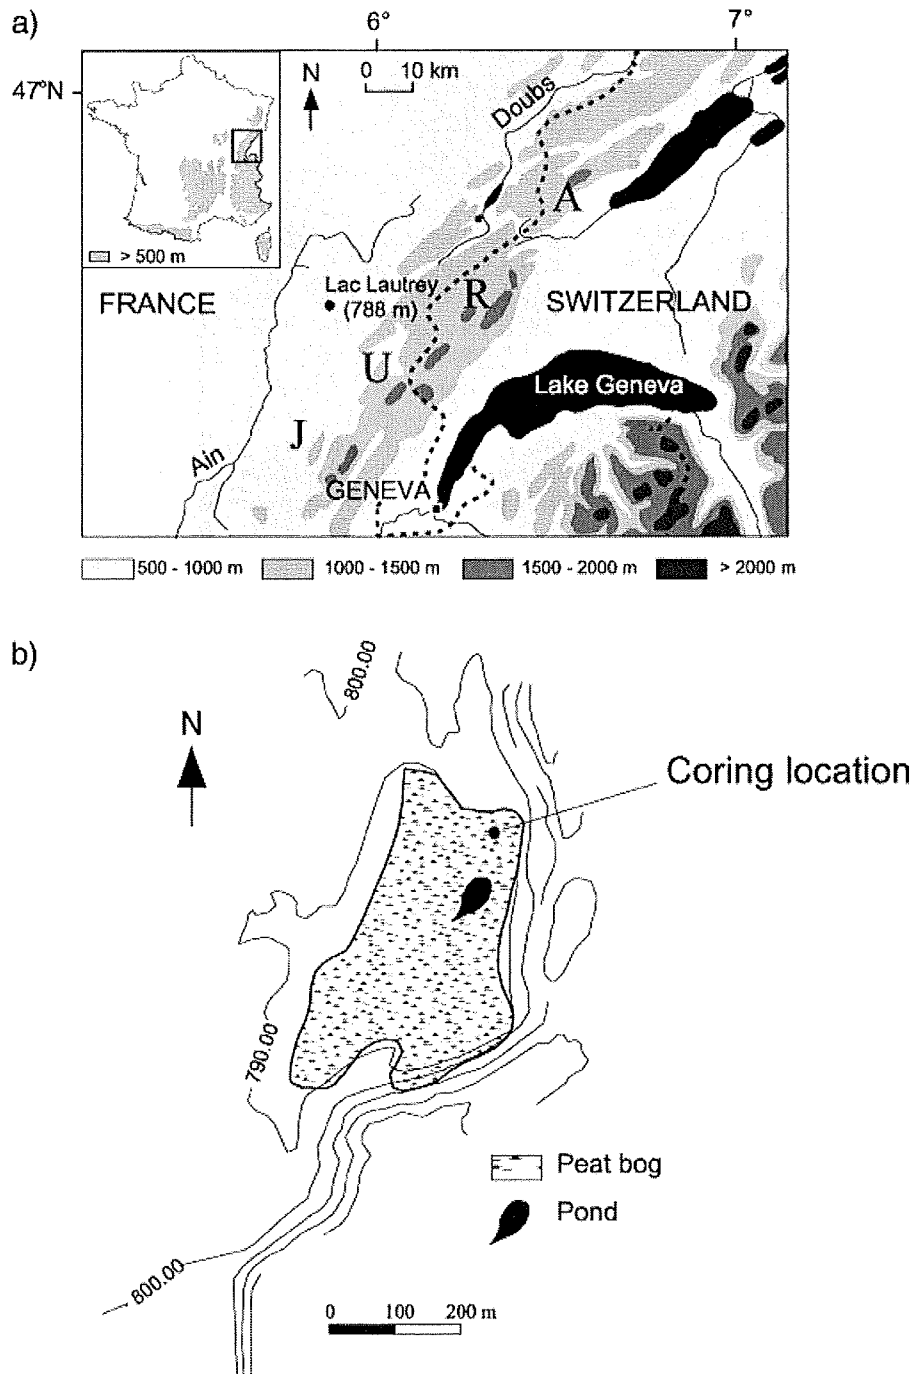 a)
6°
7°
47°N
N
0 10 km
Doubs
A
> 500 m
Lac Lautrey
(788 m)
R
FRANCE
SWITZERLAND
U
Lake Geneva
J
Ain
GENEVA
500 - 1000 m
1000 - 1500 m
1500 - 2000 m
> 2000 m
b)
800.00
N
Coring location
790.00
Peat bog
Pond
800.00
0 100 200 m